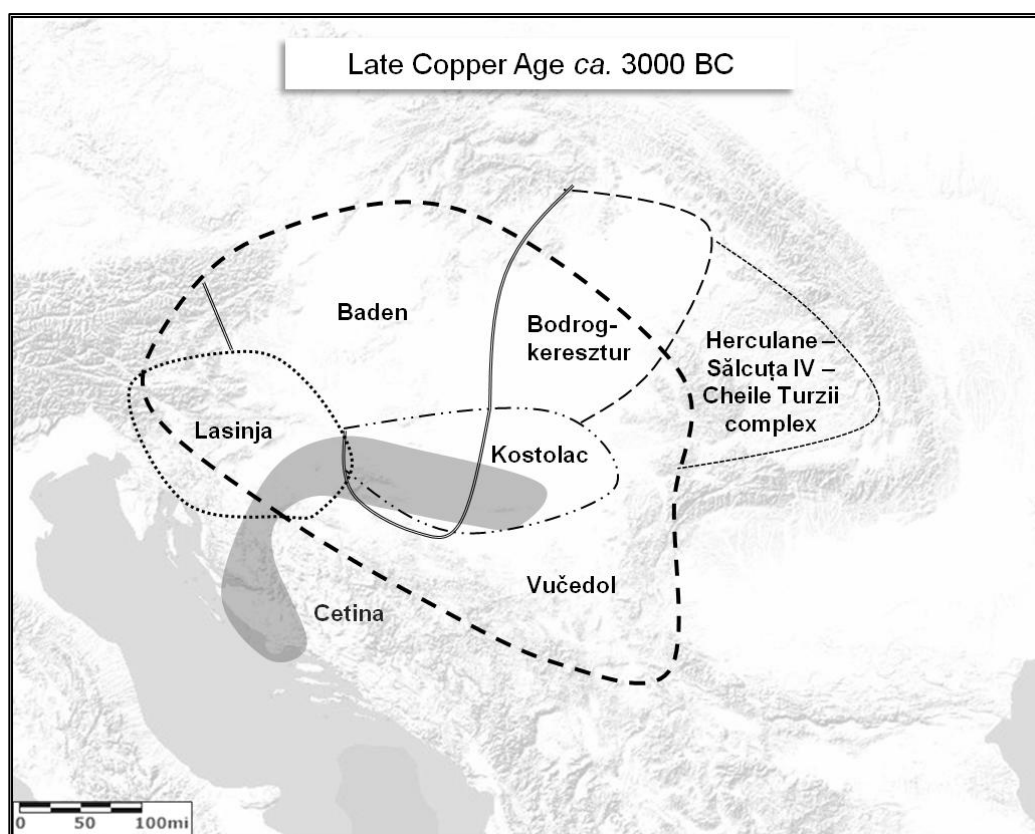 Late Copper Age ca. 3000 BC
Baden
Bodrog-
keresztur
Herculane –
Sălcuța IV –
Cheile Turzii
complex
Lasinja
Kostolac
Vučedol
Cetina
0 50 100mi